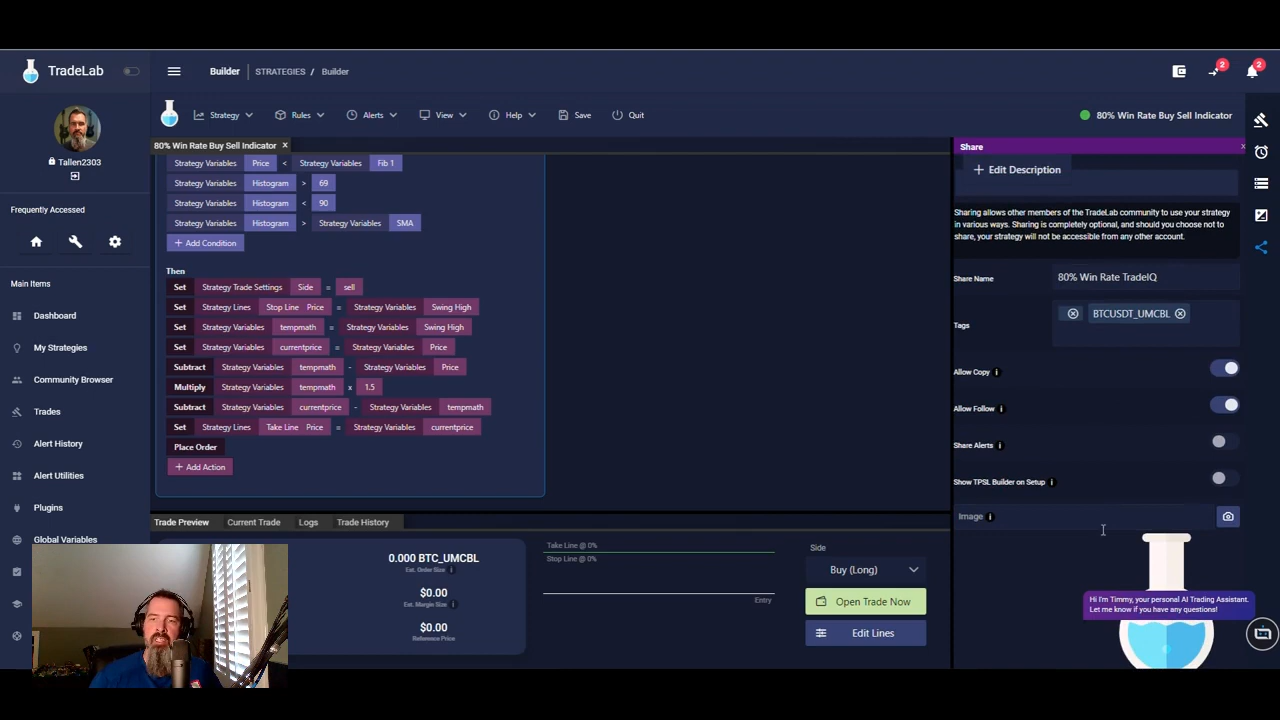 TradeLab
Builder STRATEGIES / Builder
2 2
Tallen2303
Frequently Accessed
Main Items
Dashboard
My Strategies
Community Browser
Trades
Alert History
Alert Utilities
Plugins
Global Variables
Strategy Rules Alerts View Help Save Quit
80% Win Rate Buy Sell Indicator
80% Win Rate Buy Sell Indicator x
Strategy Variables Price < Strategy Variables Fib 1
Strategy Variables Histogram > 69
Strategy Variables Histogram < 90
Strategy Variables Histogram > Strategy Variables SMA
+ Add Condition
Then
Set Strategy Trade Settings Side = sell
Set Strategy Lines Stop Line Price = Strategy Variables Swing High
Set Strategy Variables tempmath = Strategy Variables Swing High
Set Strategy Variables currentprice = Strategy Variables Price
Subtract Strategy Variables tempmath - Strategy Variables Price
Multiply Strategy Variables tempmath x 1.5
Subtract Strategy Variables currentprice - Strategy Variables tempmath
Set Strategy Lines Take Line Price = Strategy Variables currentprice
Place Order
+ Add Action
Trade Preview Current Trade Logs Trade History
0.000 BTC_UMCBL
Est. Order Size i
$0.00
Est. Margin Size i
$0.00
Reference Price
Take Line @ 0%
Stop Line @ 0%
Entry
Side
Buy (Long)
Open Trade Now
Edit Lines
Share x
+ Edit Description
Sharing allows other members of the TradeLab community to use your strategy
in various ways. Sharing is completely optional, and should you choose not to
share, your strategy will not be accessible from any other account.
Share Name 80% Win Rate TradeIQ
Tags BTCUSDT_UMCBL
Allow Copy i
Allow Follow i
Share Alerts i
Show TPSL Builder on Setup i
Image i
Hi I'm Timmy, your personal AI Trading Assistant.
Let me know if you have any questions!